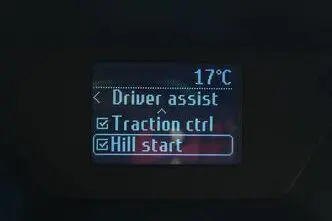 17°C
Driver assist
Traction ctrl
Hill start